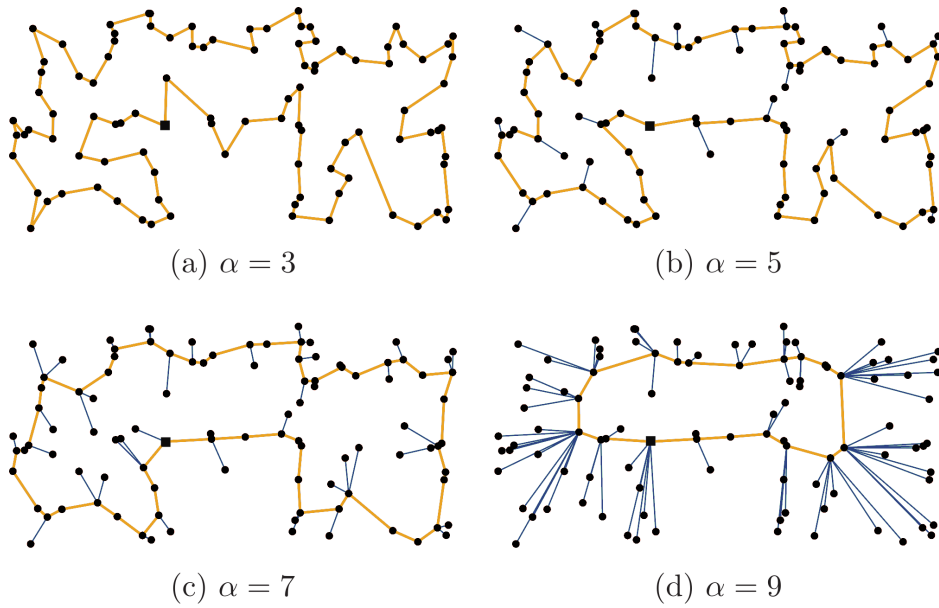 (a) α = 3
(b) α = 5
(c) α = 7
(d) α = 9